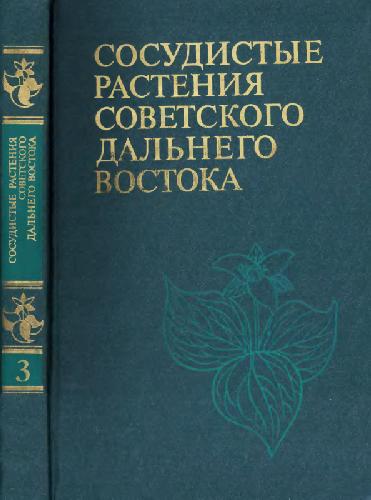 СОСУДИСТЫЕ
РАСТЕНИЯ
СОВЕТСКОГО
ДАЛЬНЕГО
ВОСТОКА
СОСУДИСТЫЕ РАСТЕНИЯ
СОВЕТСКОГО
ДАЛЬНЕГО ВОСТОКА
3